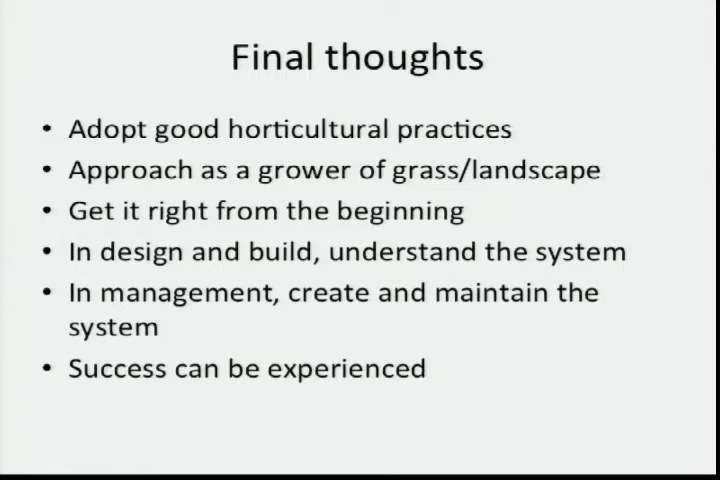 Final thoughts
• Adopt good horticultural practices
• Approach as a grower of grass/landscape
• Get it right from the beginning
• In design and build, understand the system
• In management, create and maintain the
system
• Success can be experienced